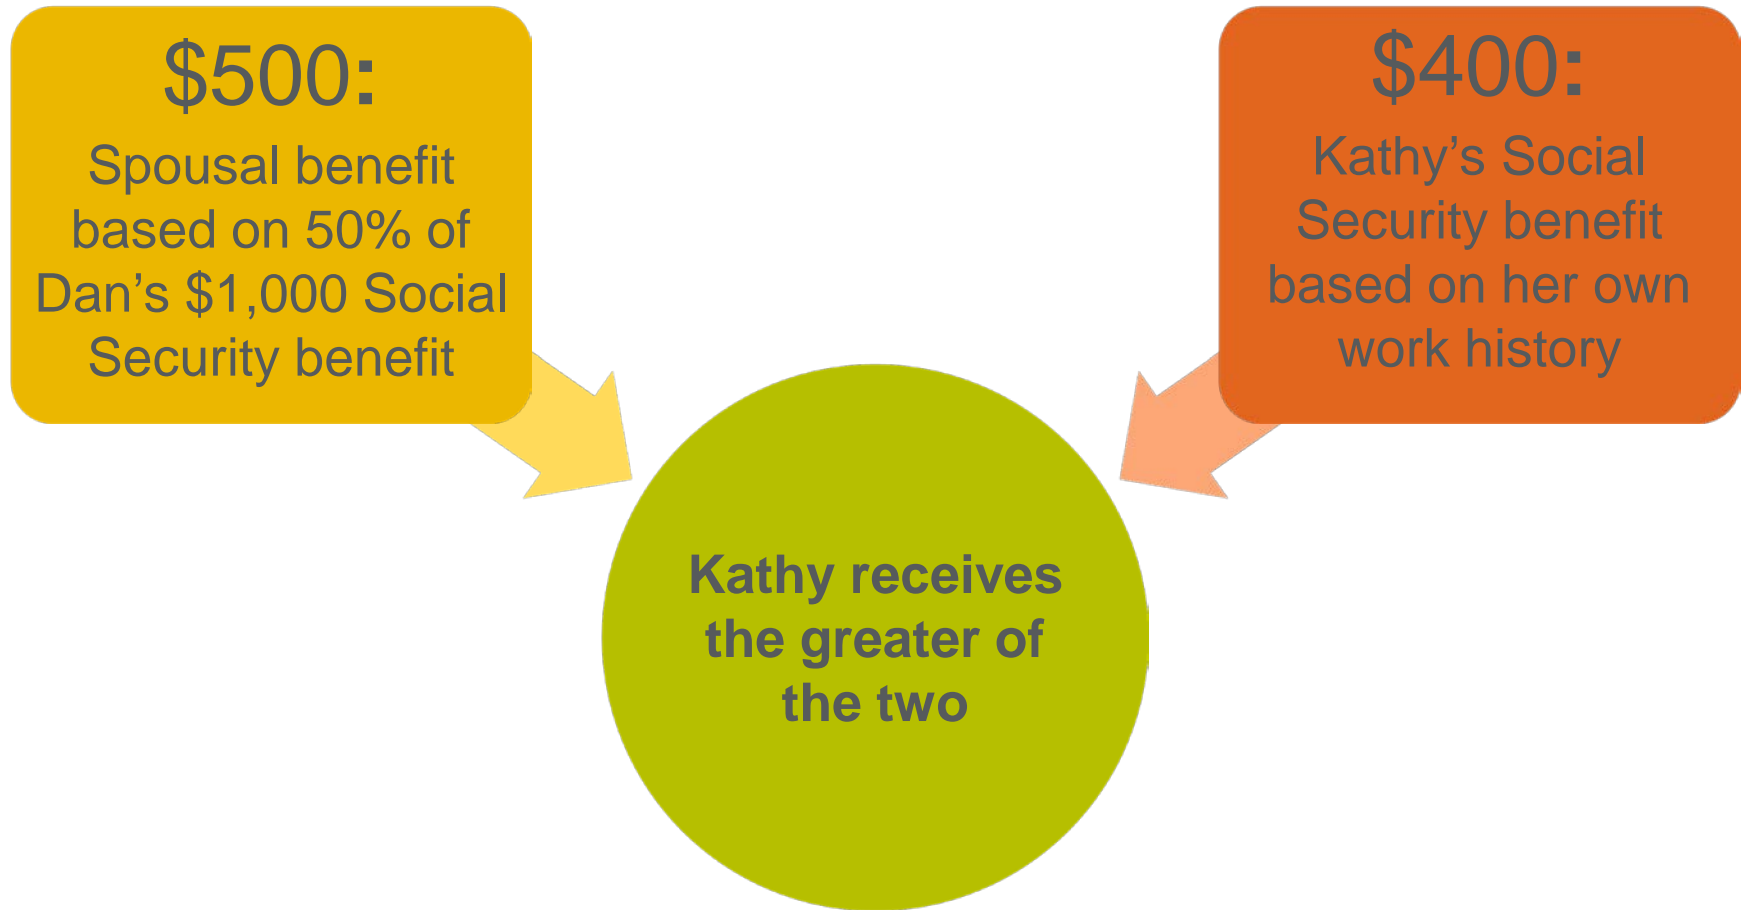 $500:
Spousal benefit
based on 50% of
Dan’s $1,000 Social
Security benefit
$400:
Kathy’s Social
Security benefit
based on her own
work history
Kathy receives
the greater of
the two